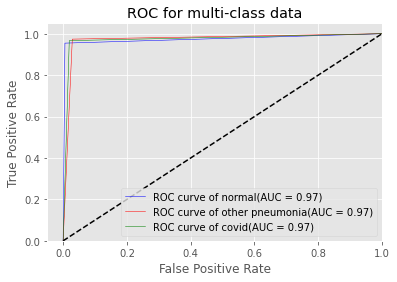 ROC for multi-class data
True Positive Rate
1.0
0.8
0.6
0.4
0.2
0.0
ROC curve of normal(AUC = 0.97)
ROC curve of other pneumonia(AUC = 0.97)
ROC curve of covid(AUC = 0.97)
0.0 0.2 0.4 0.6 0.8 1.0
False Positive Rate